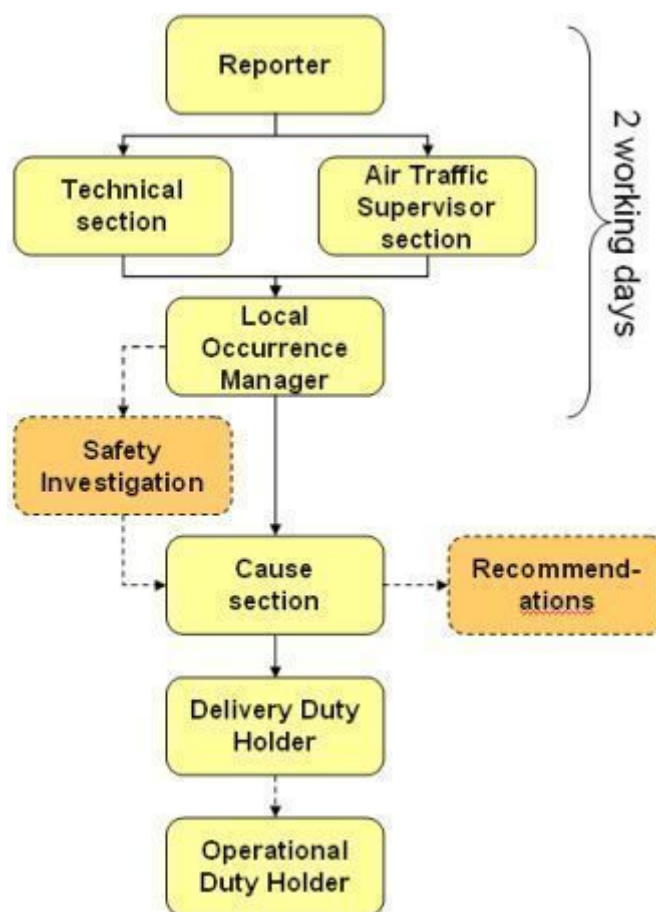 Reporter
2 working days
Technical
section
Air Traffic
Supervisor
section
Local
Occurrence
Manager
Safety
Investigation
Cause
section
Recommend-
ations
Delivery Duty
Holder
Operational
Duty Holder